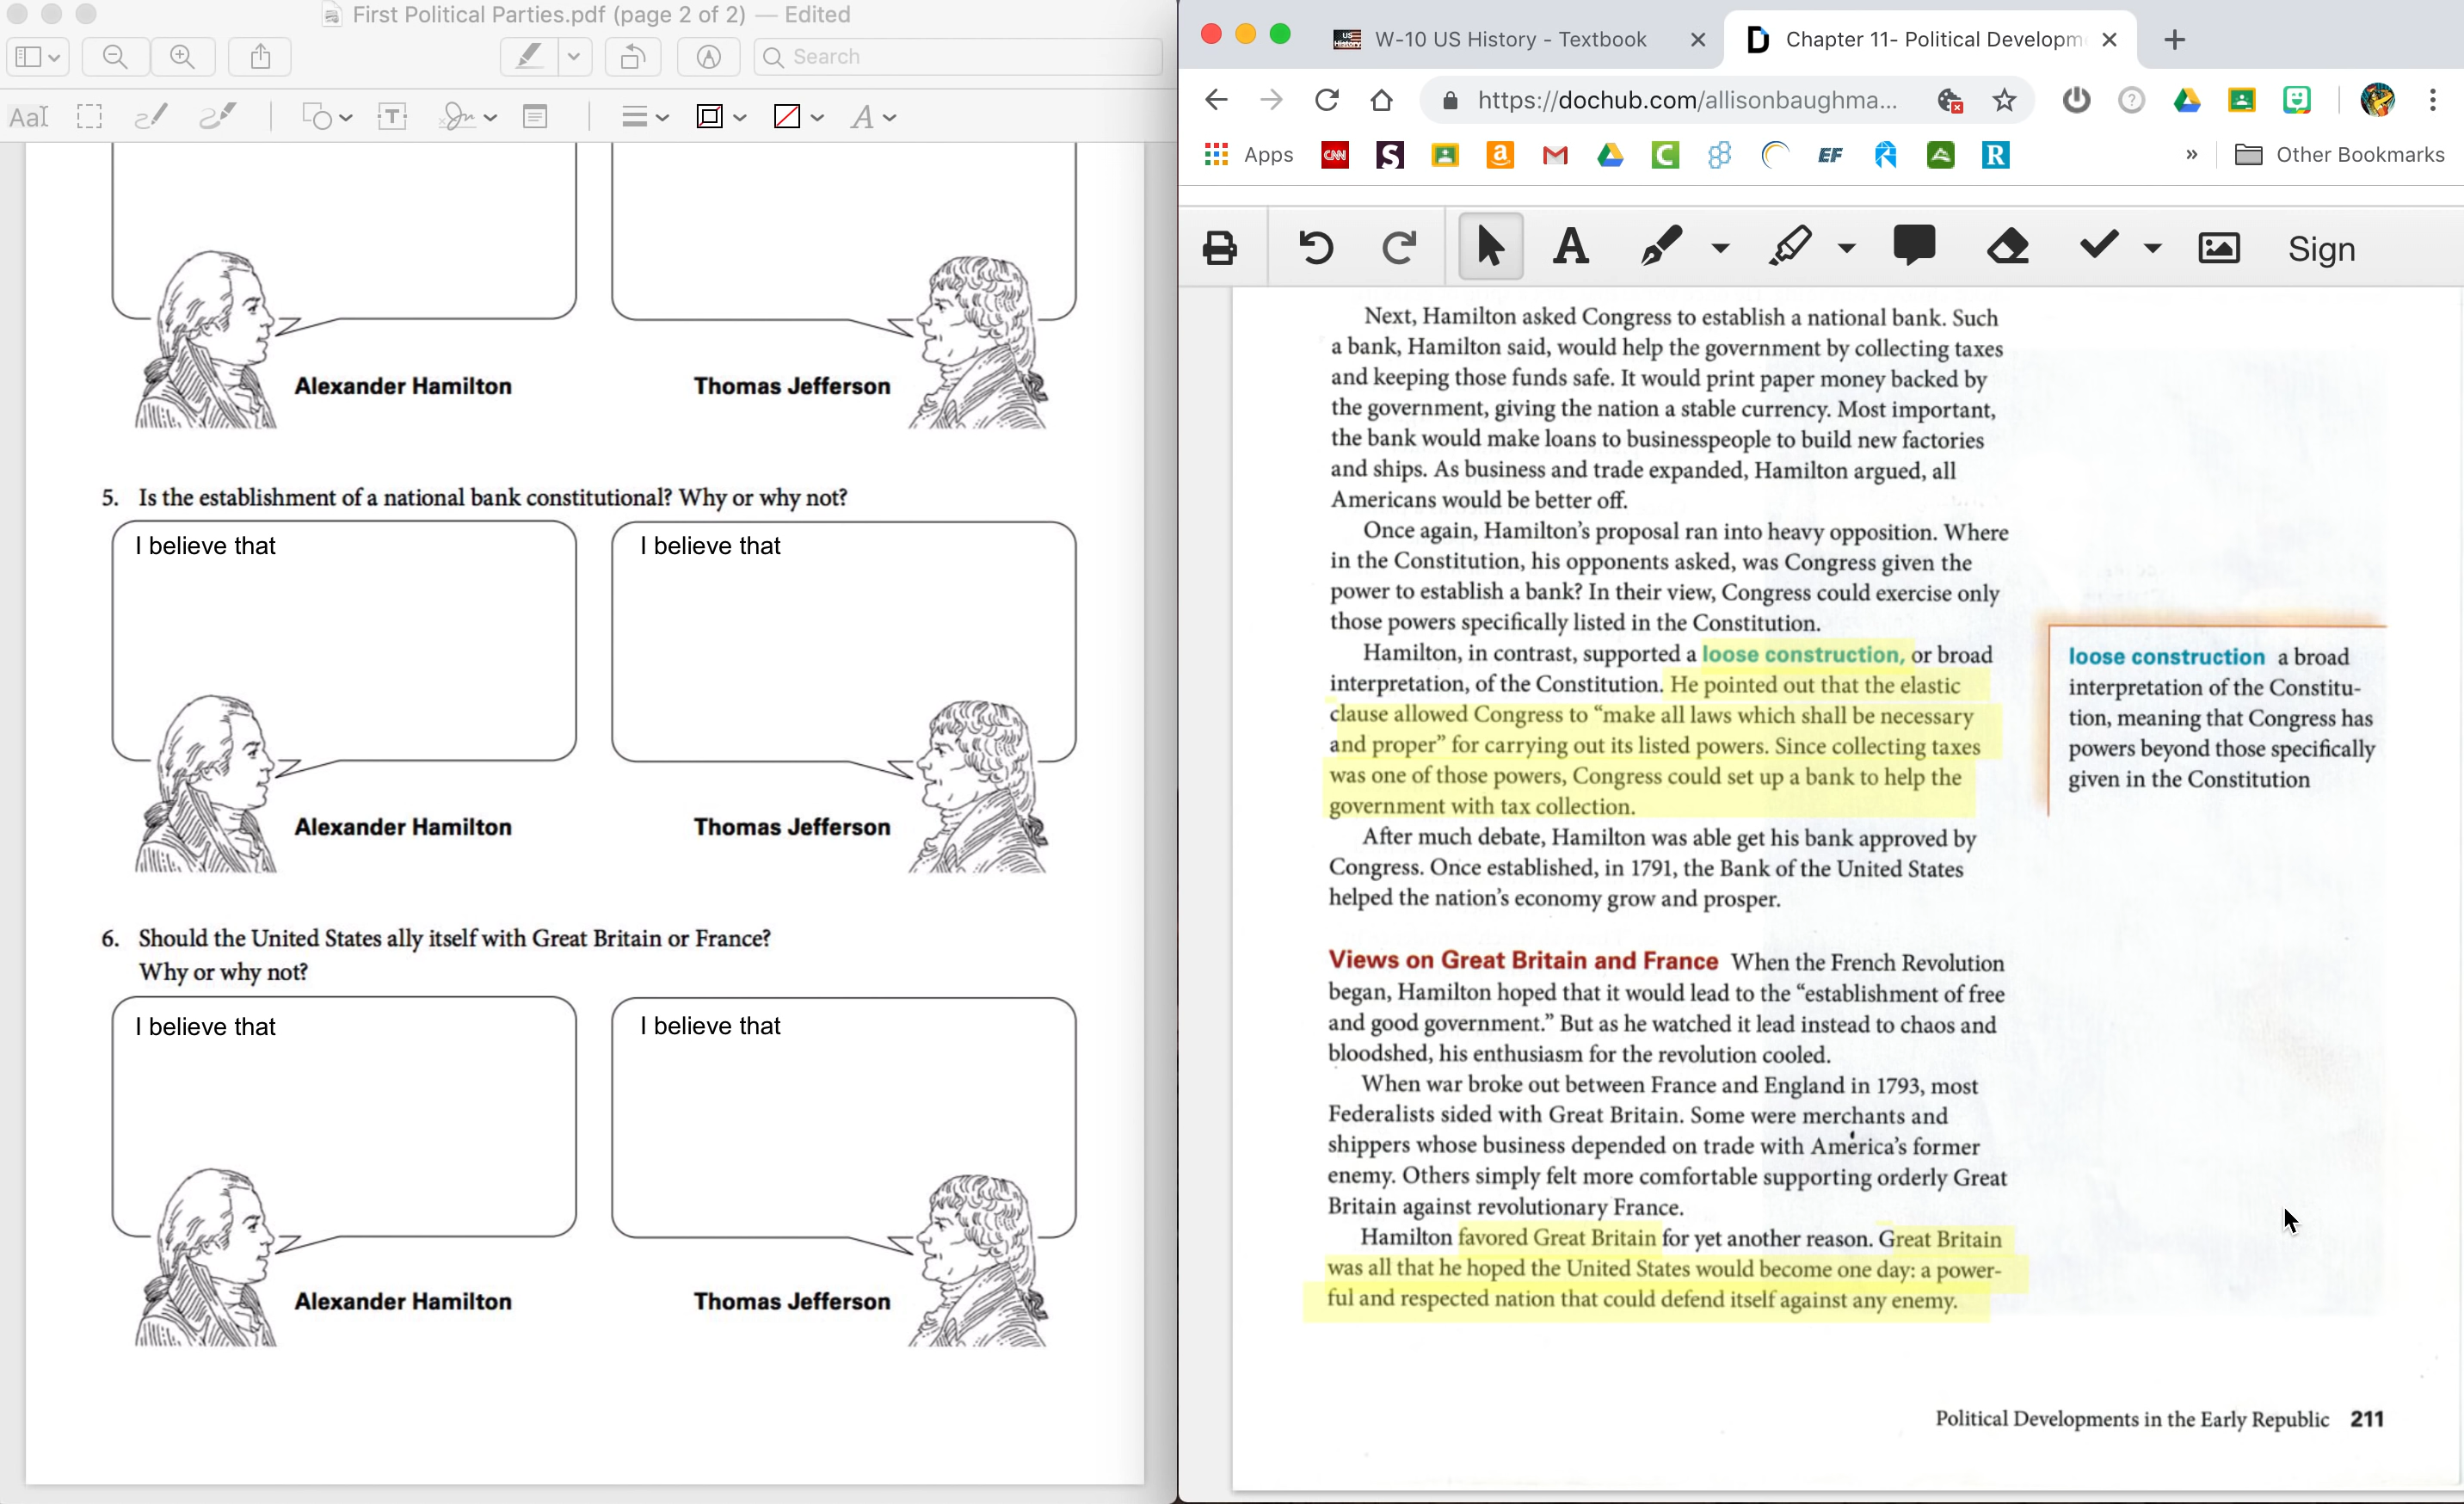 First Political Parties.pdf (page 2 of 2) — Edited
Search
AaI
T
A
Alexander Hamilton
Thomas Jefferson
5. Is the establishment of a national bank constitutional? Why or why not?
I believe that
I believe that
Alexander Hamilton
Thomas Jefferson
6. Should the United States ally itself with Great Britain or France?
Why or why not?
I believe that
I believe that
Alexander Hamilton
Thomas Jefferson
W-10 US History - Textbook
Chapter 11- Political Developm
https://dochub.com/allisonbaughma...
Apps
CNN
S
a
C
EF
R
»
Other Bookmarks
A
Sign
Next, Hamilton asked Congress to establish a national bank. Such
a bank, Hamilton said, would help the government by collecting taxes
and keeping those funds safe. It would print paper money backed by
the government, giving the nation a stable currency. Most important,
the bank would make loans to businesspeople to build new factories
and ships. As business and trade expanded, Hamilton argued, all
Americans would be better off.
Once again, Hamilton's proposal ran into heavy opposition. Where
in the Constitution, his opponents asked, was Congress given the
power to establish a bank? In their view, Congress could exercise only
those powers specifically listed in the Constitution.
Hamilton, in contrast, supported a loose construction, or broad
interpretation, of the Constitution. He pointed out that the elastic
clause allowed Congress to “make all laws which shall be necessary
and proper” for carrying out its listed powers. Since collecting taxes
was one of those powers, Congress could set up a bank to help the
government with tax collection.
After much debate, Hamilton was able get his bank approved by
Congress. Once established, in 1791, the Bank of the United States
helped the nation's economy grow and prosper.
loose construction a broad
interpretation of the Constitu-
tion, meaning that Congress has
powers beyond those specifically
given in the Constitution
Views on Great Britain and France When the French Revolution
began, Hamilton hoped that it would lead to the “establishment of free
and good government.” But as he watched it lead instead to chaos and
bloodshed, his enthusiasm for the revolution cooled.
When war broke out between France and England in 1793, most
Federalists sided with Great Britain. Some were merchants and
shippers whose business depended on trade with America's former
enemy. Others simply felt more comfortable supporting orderly Great
Britain against revolutionary France.
Hamilton favored Great Britain for yet another reason. Great Britain
was all that he hoped the United States would become one day: a power-
ful and respected nation that could defend itself against any enemy.
Political Developments in the Early Republic 211